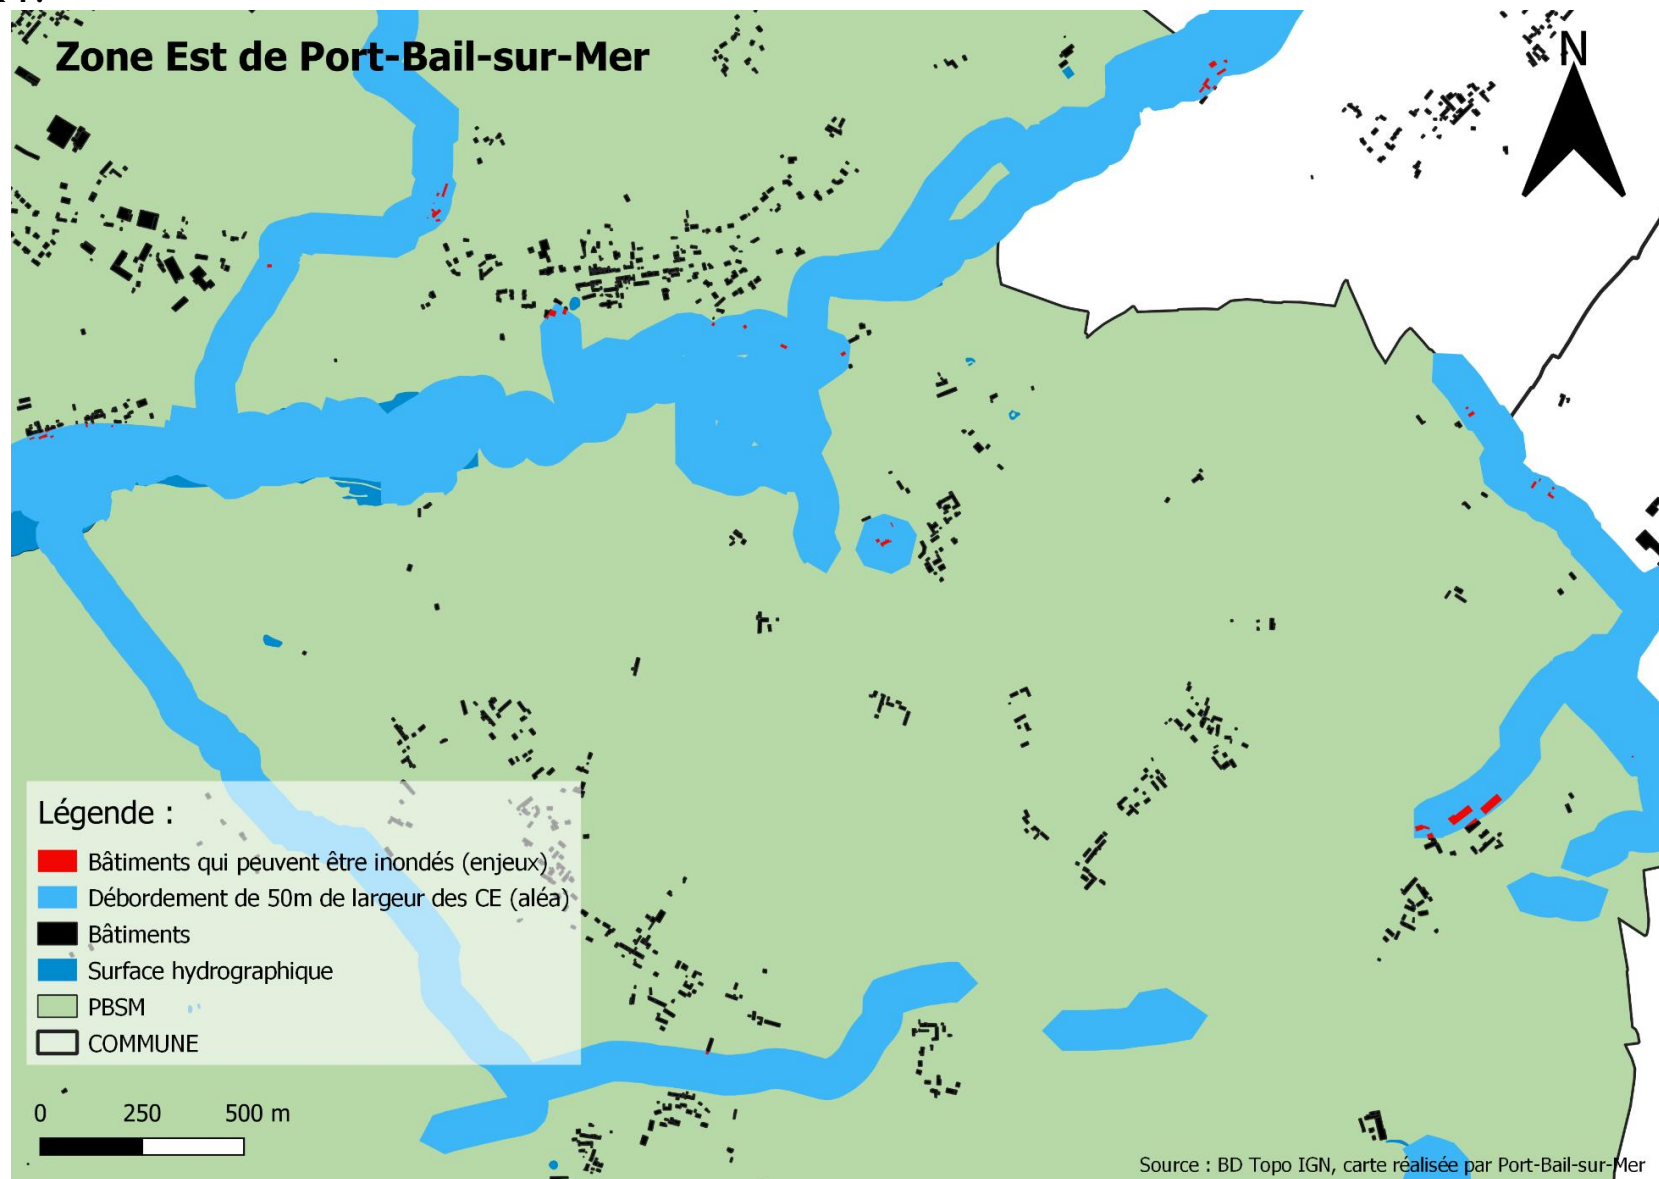 Zone Est de Port-Bail-sur-Mer
N
Légende :
Bâtiments qui peuvent être inondés (enjeux)
Débordement de 50m de largeur des CE (aléa)
Bâtiments
Surface hydrographique
PBSM
COMMUNE
0 250 500 m
Source : BD Topo IGN, carte réalisée par Port-Bail-sur-Mer